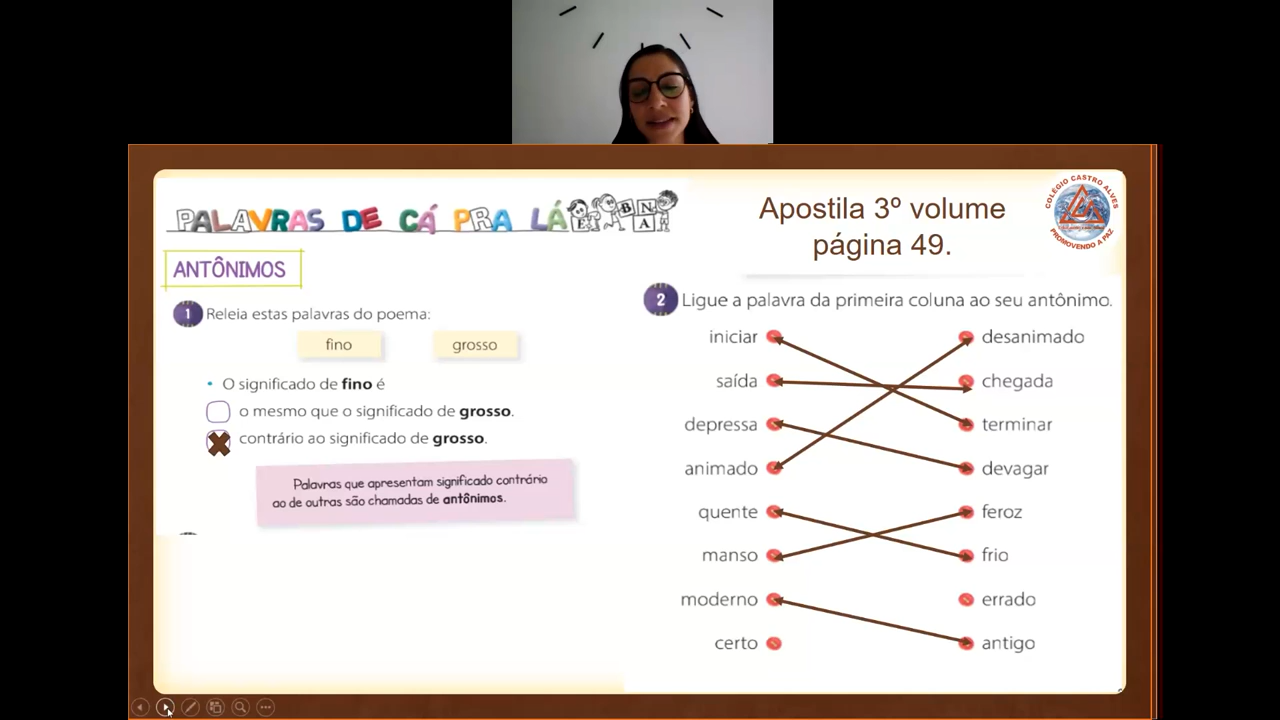 PALAVRAS DE CÁ PRA LÁ
Apostila 3º volume
página 49.
COLÉGIO CASTRO ALVES
PROMOVENDO A PAZ
ANTÔNIMOS
1 Releia estas palavras do poema:
fino grosso
• O significado de fino é
o mesmo que o significado de grosso.
contrário ao significado de grosso.
Palavras que apresentam significado contrário
ao de outras são chamadas de antônimos.
2 Ligue a palavra da primeira coluna ao seu antônimo.
iniciar desanimado
saída chegada
depressa terminar
animado devagar
quente feroz
manso frio
moderno errado
certo antigo